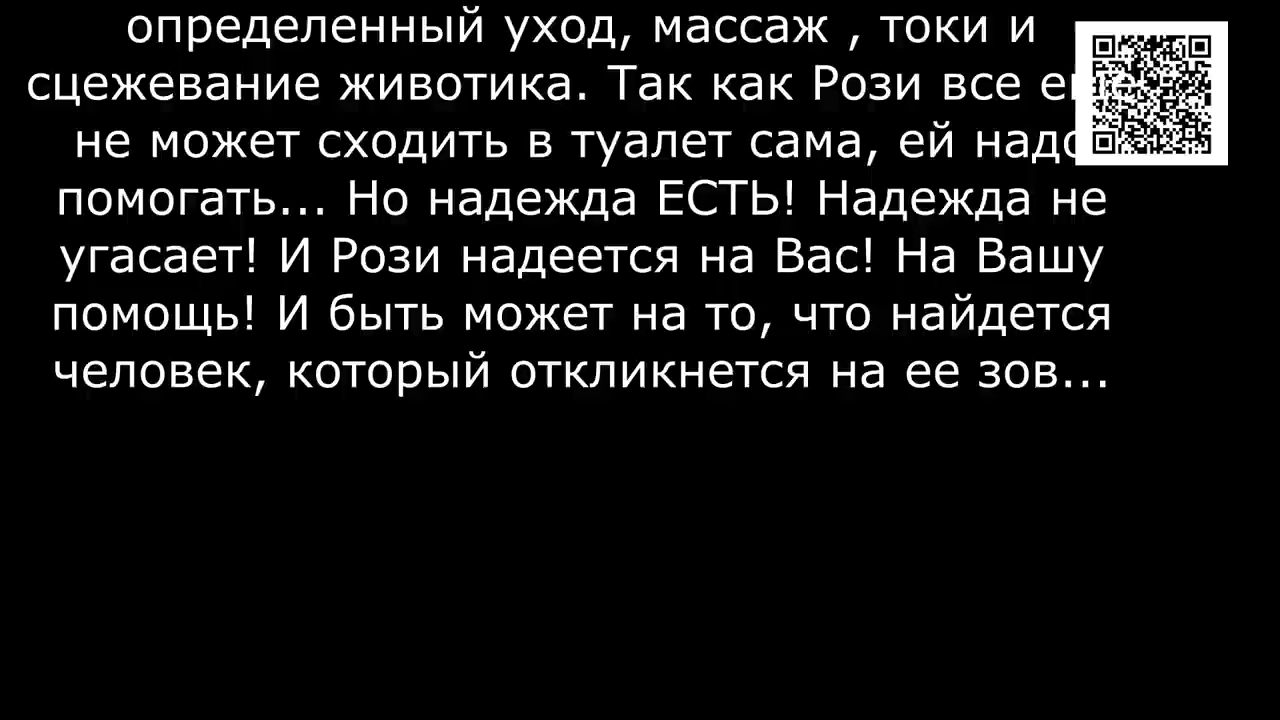 определенный уход, массаж , токи и
сцежевание животика. Так как Рози все еще
не может сходить в туалет сама, ей надо
помогать... Но надежда ЕСТЬ! Надежда не
угасает! И Рози надеется на Вас! На Вашу
помощь! И быть может на то, что найдется
человек, который откликнется на ее зов...